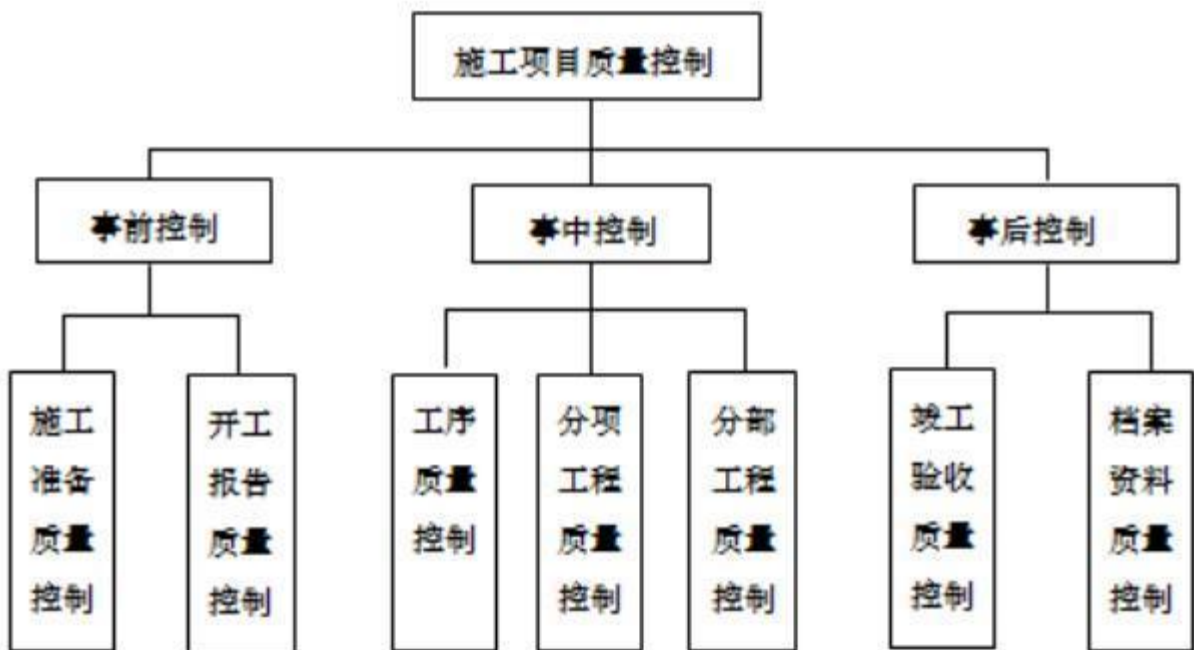 施工项目质量控制
事前控制
事中控制
事后控制
施工
准备
质量
控制
开工
报告
质量
控制
工序
质量
控制
分项
工程
质量
控制
分部
工程
质量
控制
竣工
验收
质量
控制
档案
资料
质量
控制